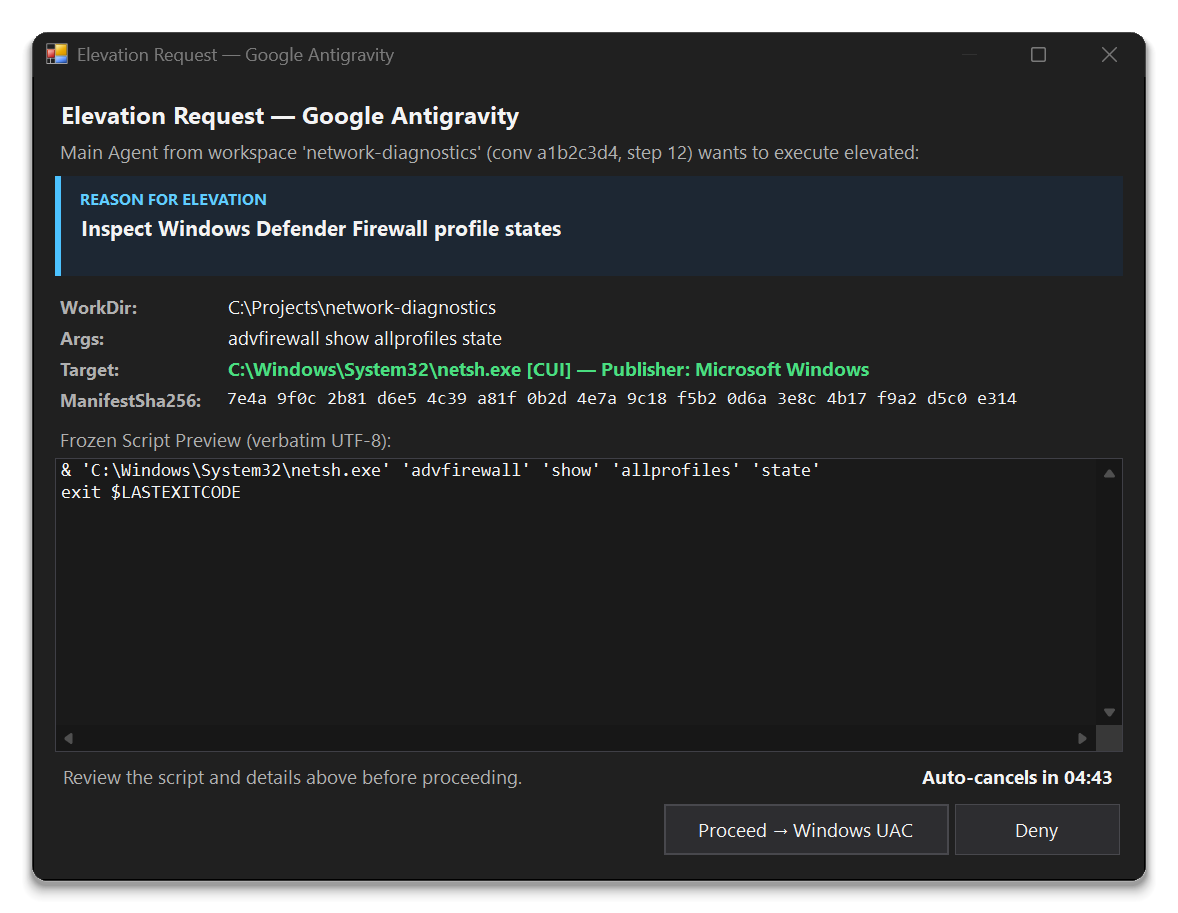 Elevation Request — Google Antigravity
Elevation Request — Google Antigravity
Main Agent from workspace 'network-diagnostics' (conv a1b2c3d4, step 12) wants to execute elevated:
REASON FOR ELEVATION
Inspect Windows Defender Firewall profile states
WorkDir: C:\Projects\network-diagnostics
Args: advfirewall show allprofiles state
Target: C:\Windows\System32\netsh.exe [CUI] — Publisher: Microsoft Windows
ManifestSha256: 7e4a 9f0c 2b81 d6e5 4c39 a81f 0b2d 4e7a 9c18 f5b2 0d6a 3e8c 4b17 f9a2 d5c0 e314
Frozen Script Preview (verbatim UTF-8):
& 'C:\Windows\System32\netsh.exe' 'advfirewall' 'show' 'allprofiles' 'state'
exit $LASTEXITCODE
Review the script and details above before proceeding. Auto-cancels in 04:43
Proceed → Windows UAC Deny